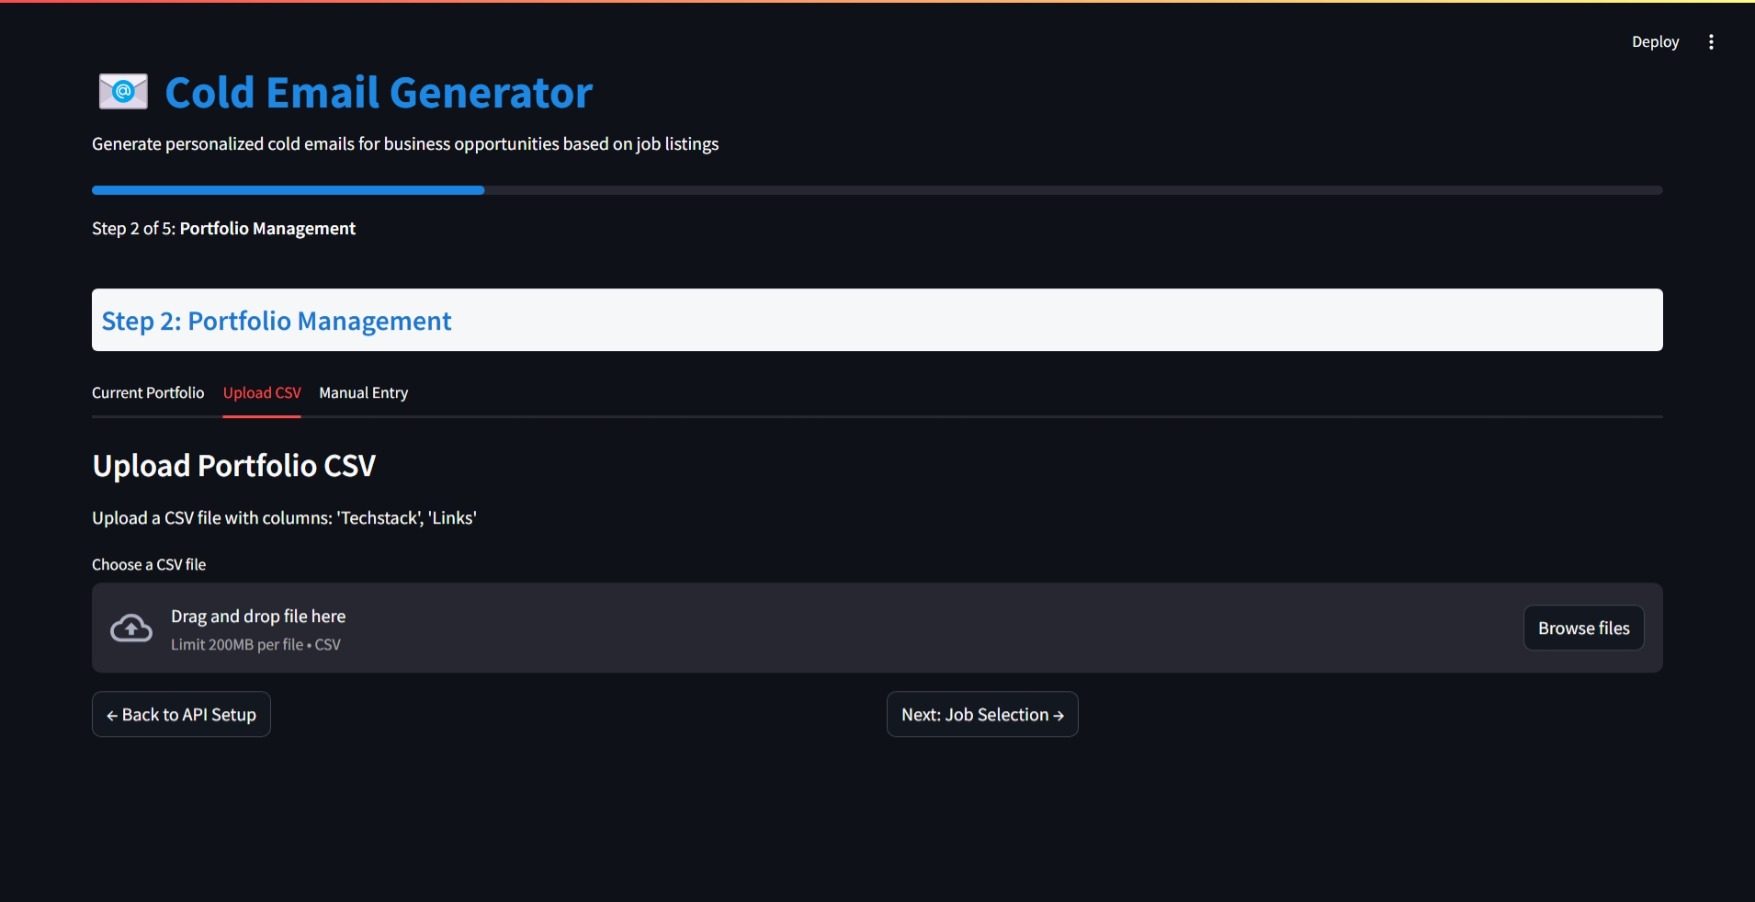 Deploy
Cold Email Generator
Generate personalized cold emails for business opportunities based on job listings
Step 2 of 5: Portfolio Management
Step 2: Portfolio Management
Current Portfolio Upload CSV Manual Entry
Upload Portfolio CSV
Upload a CSV file with columns: 'Techstack', 'Links'
Choose a CSV file
Drag and drop file here
Limit 200MB per file • CSV
Browse files
← Back to API Setup
Next: Job Selection →